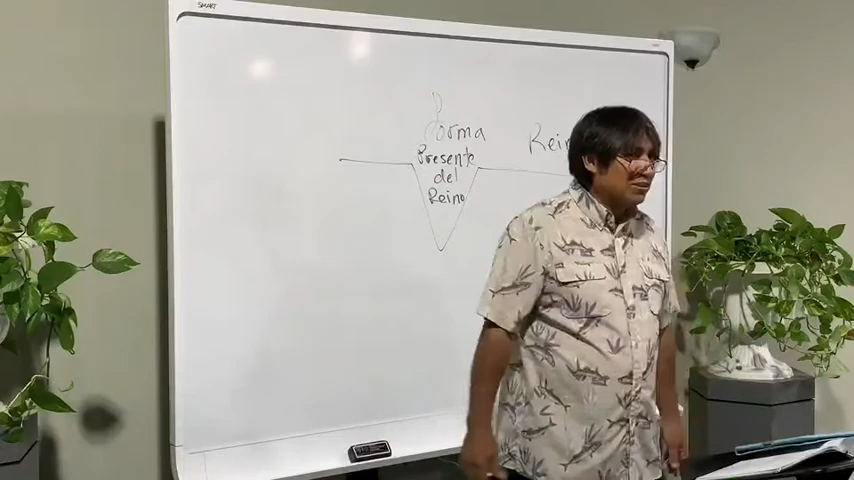 SMART
Forma
Presente
del
Reino